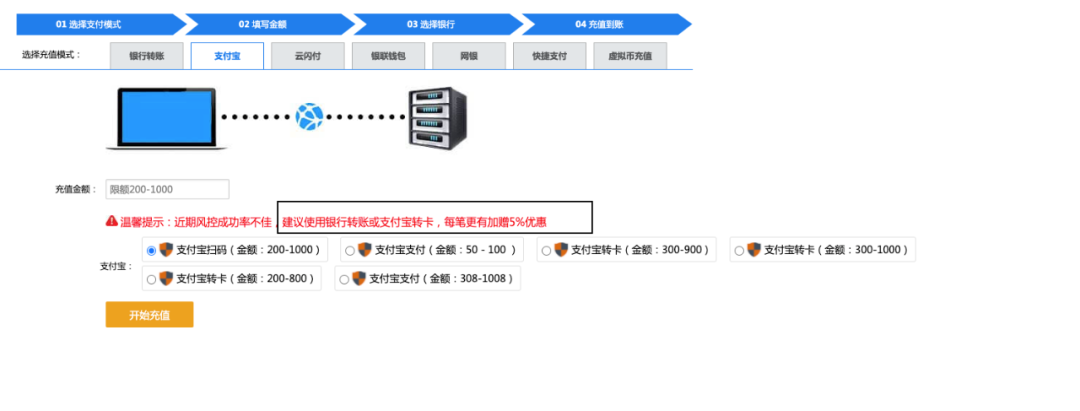 01 选择支付模式 02 填写金额 03 选择银行 04 充值到账
选择充值模式： 银行转账 支付宝 云闪付 银联钱包 网银 快捷支付 虚拟币充值
充值金额： 限额200-1000
温馨提示：近期风控成功率不佳，建议使用银行转账或支付宝转卡，每笔更有加赠5%优惠
支付宝扫码（金额：200-1000） 支付宝支付（金额：50 - 100 ） 支付宝转卡（金额：300-900） 支付宝转卡（金额：300-1000）
支付宝：
支付宝转卡（金额：200-800） 支付宝支付（金额：308-1008）
开始充值